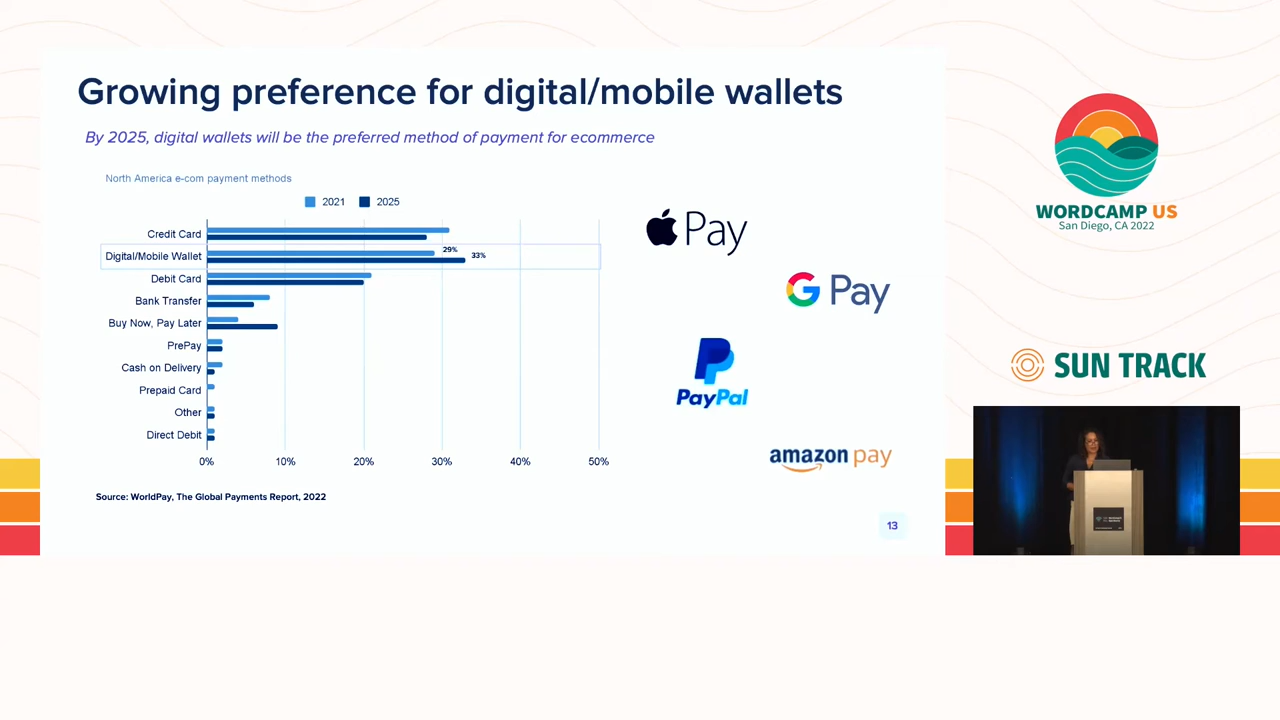 Growing preference for digital/mobile wallets
By 2025, digital wallets will be the preferred method of payment for ecommerce
North America e-com payment methods
2021 2025
Credit Card
Digital/Mobile Wallet 29% 33%
Debit Card
Bank Transfer
Buy Now, Pay Later
PrePay
Cash on Delivery
Prepaid Card
Other
Direct Debit
0% 10% 20% 30% 40% 50%
Source: WorldPay, The Global Payments Report, 2022
Pay
G Pay
PayPal
amazon pay
13
WORDCAMP US
San Diego, CA 2022
SUN TRACK